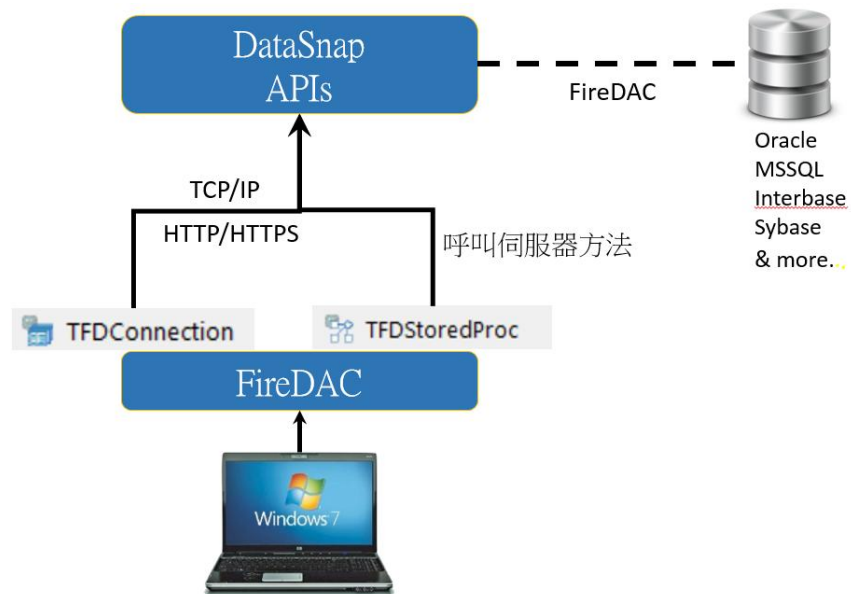 DataSnap
APIs
FireDAC
Oracle
MSSQL
Interbase
Sybase
& more...
TCP/IP
HTTP/HTTPS
呼叫伺服器方法
TFDConnection
TFDStoredProc
FireDAC
Windows 7